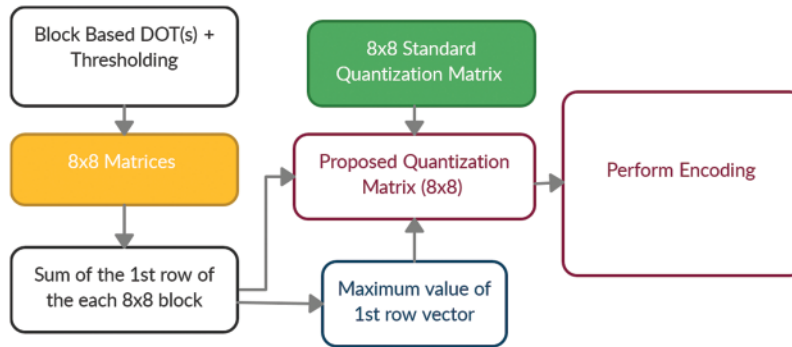 Block Based DOT(s) +
Thresholding
8x8 Standard
Quantization Matrix
8x8 Matrices
Proposed Quantization
Matrix (8x8)
Perform Encoding
Sum of the 1st row of
the each 8x8 block
Maximum value of
1st row vector